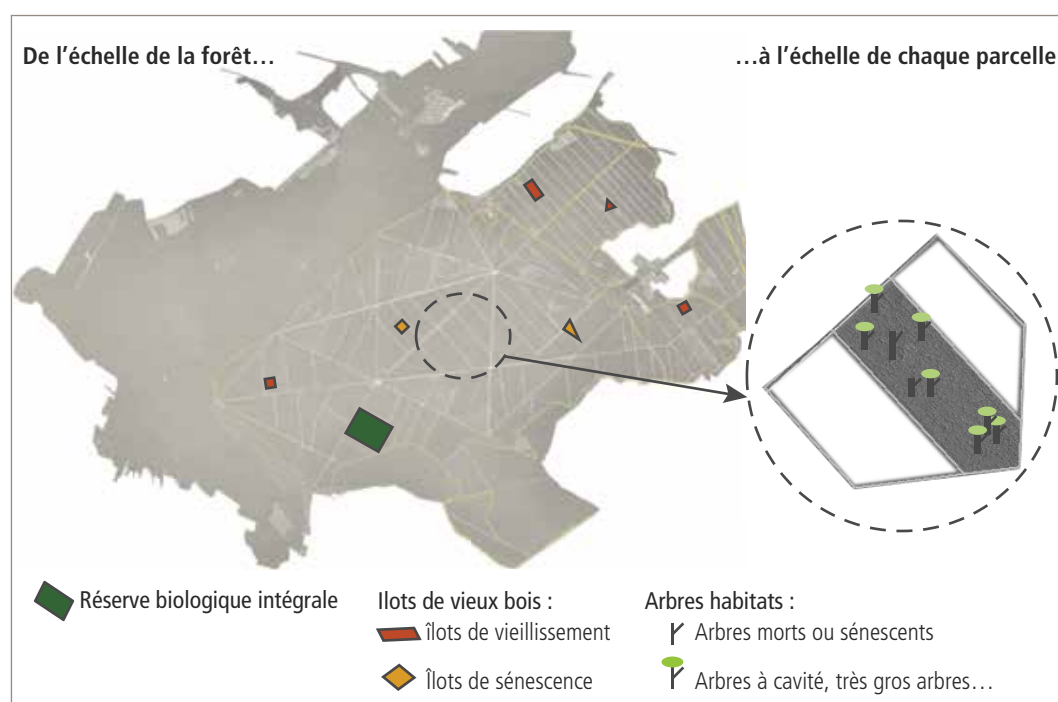 De l'échelle de la forêt…
…à l'échelle de chaque parcelle
Réserve biologique intégrale
Ilots de vieux bois :
îlots de vieillissement
Îlots de sénescence
Arbres habitats :
Arbres morts ou sénescents
Arbres à cavité, très gros arbres…